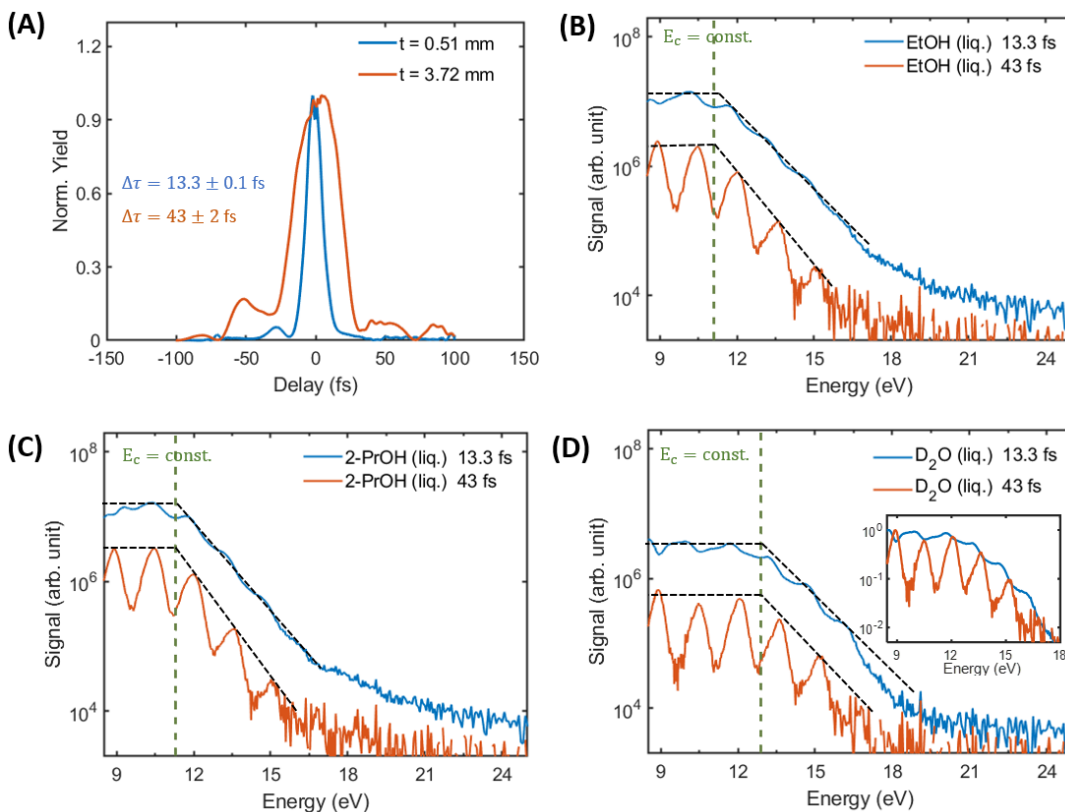 (A)
t = 0.51 mm
t = 3.72 mm
Δτ = 13.3 ± 0.1 fs
Δτ = 43 ± 2 fs
Norm. Yield
1.2
0.9
0.6
0.3
0
-150 -100 -50 0 50 100 150
Delay (fs)
(B)
E_c = const.
EtOH (liq.) 13.3 fs
EtOH (liq.) 43 fs
Signal (arb. unit)
10^8
10^6
10^4
9 12 15 18 21 24
Energy (eV)
(C)
E_c = const.
2-PrOH (liq.) 13.3 fs
2-PrOH (liq.) 43 fs
Signal (arb. unit)
10^8
10^6
10^4
9 12 15 18 21 24
Energy (eV)
(D)
E_c = const.
D_2O (liq.) 13.3 fs
D_2O (liq.) 43 fs
Signal (arb. unit)
10^8
10^6
10^4
9 12 15 18 21 24
Energy (eV)
10^0
10^-1
10^-2
9 12 15 18
Energy (eV)